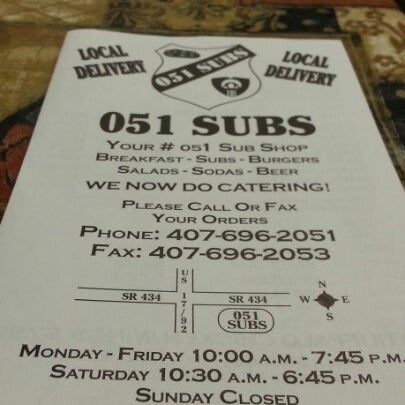 LOCAL DELIVERY
051 SUBS
LOCAL DELIVERY
051 SUBS
YOUR # 051 SUB SHOP
BREAKFAST - SUBS - BURGERS
SALADS - SODAS - BEER
WE NOW DO CATERING!
PLEASE CALL OR FAX
YOUR ORDERS
PHONE: 407-696-2051
FAX: 407-696-2053
US 17/92
SR 434
SR 434
051 SUBS
N
W E
S
MONDAY - FRIDAY 10:00 A.M. - 7:45 P.M.
SATURDAY 10:30 A.M. - 6:45 P.M.
SUNDAY CLOSED